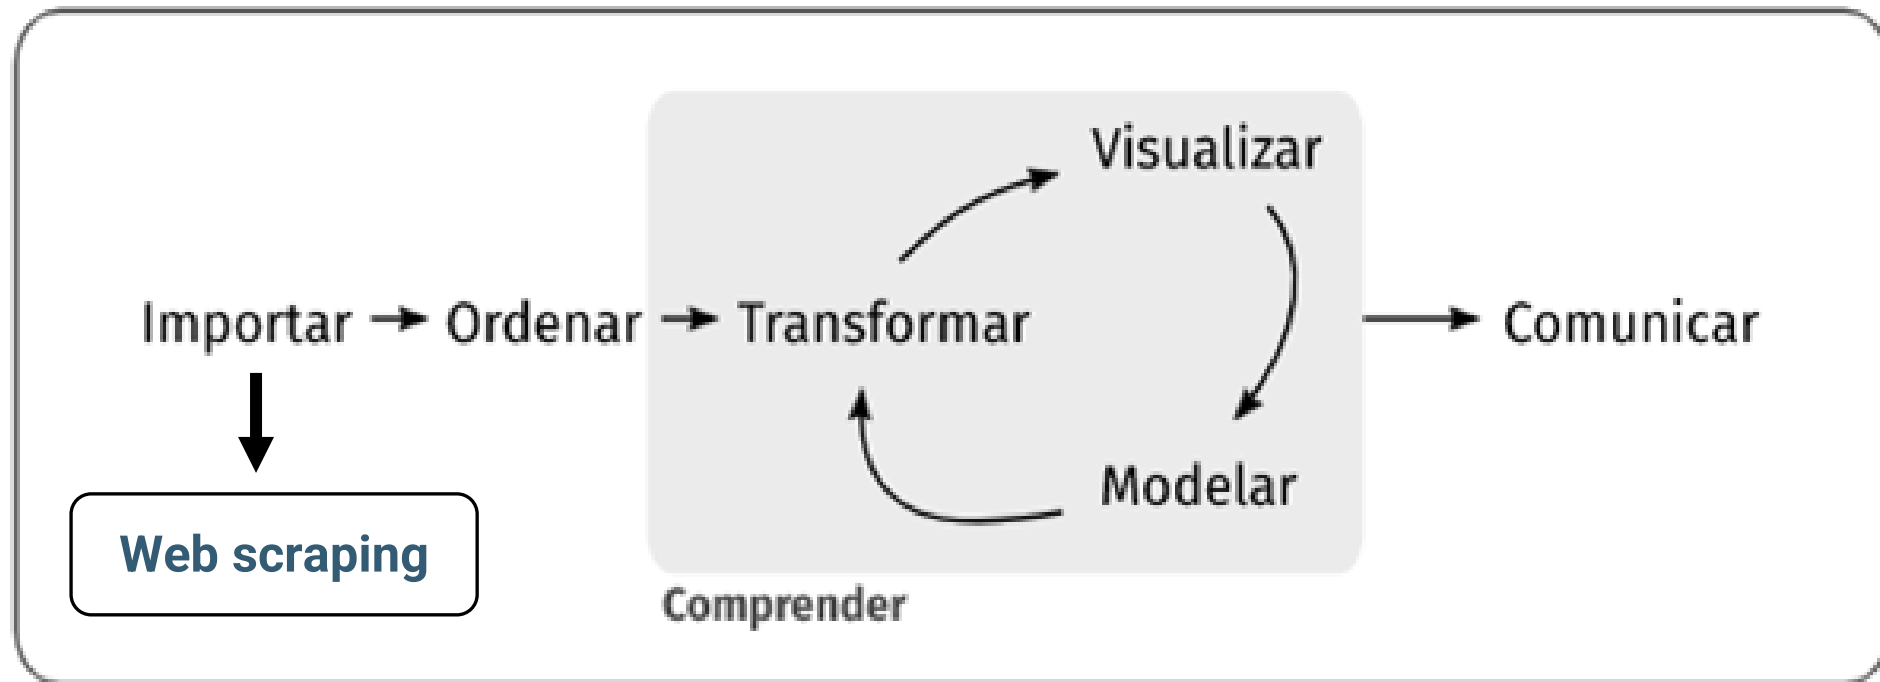 Visualizar
Importar Ordenar Transformar Comunicar
Modelar
Web scraping
Comprender